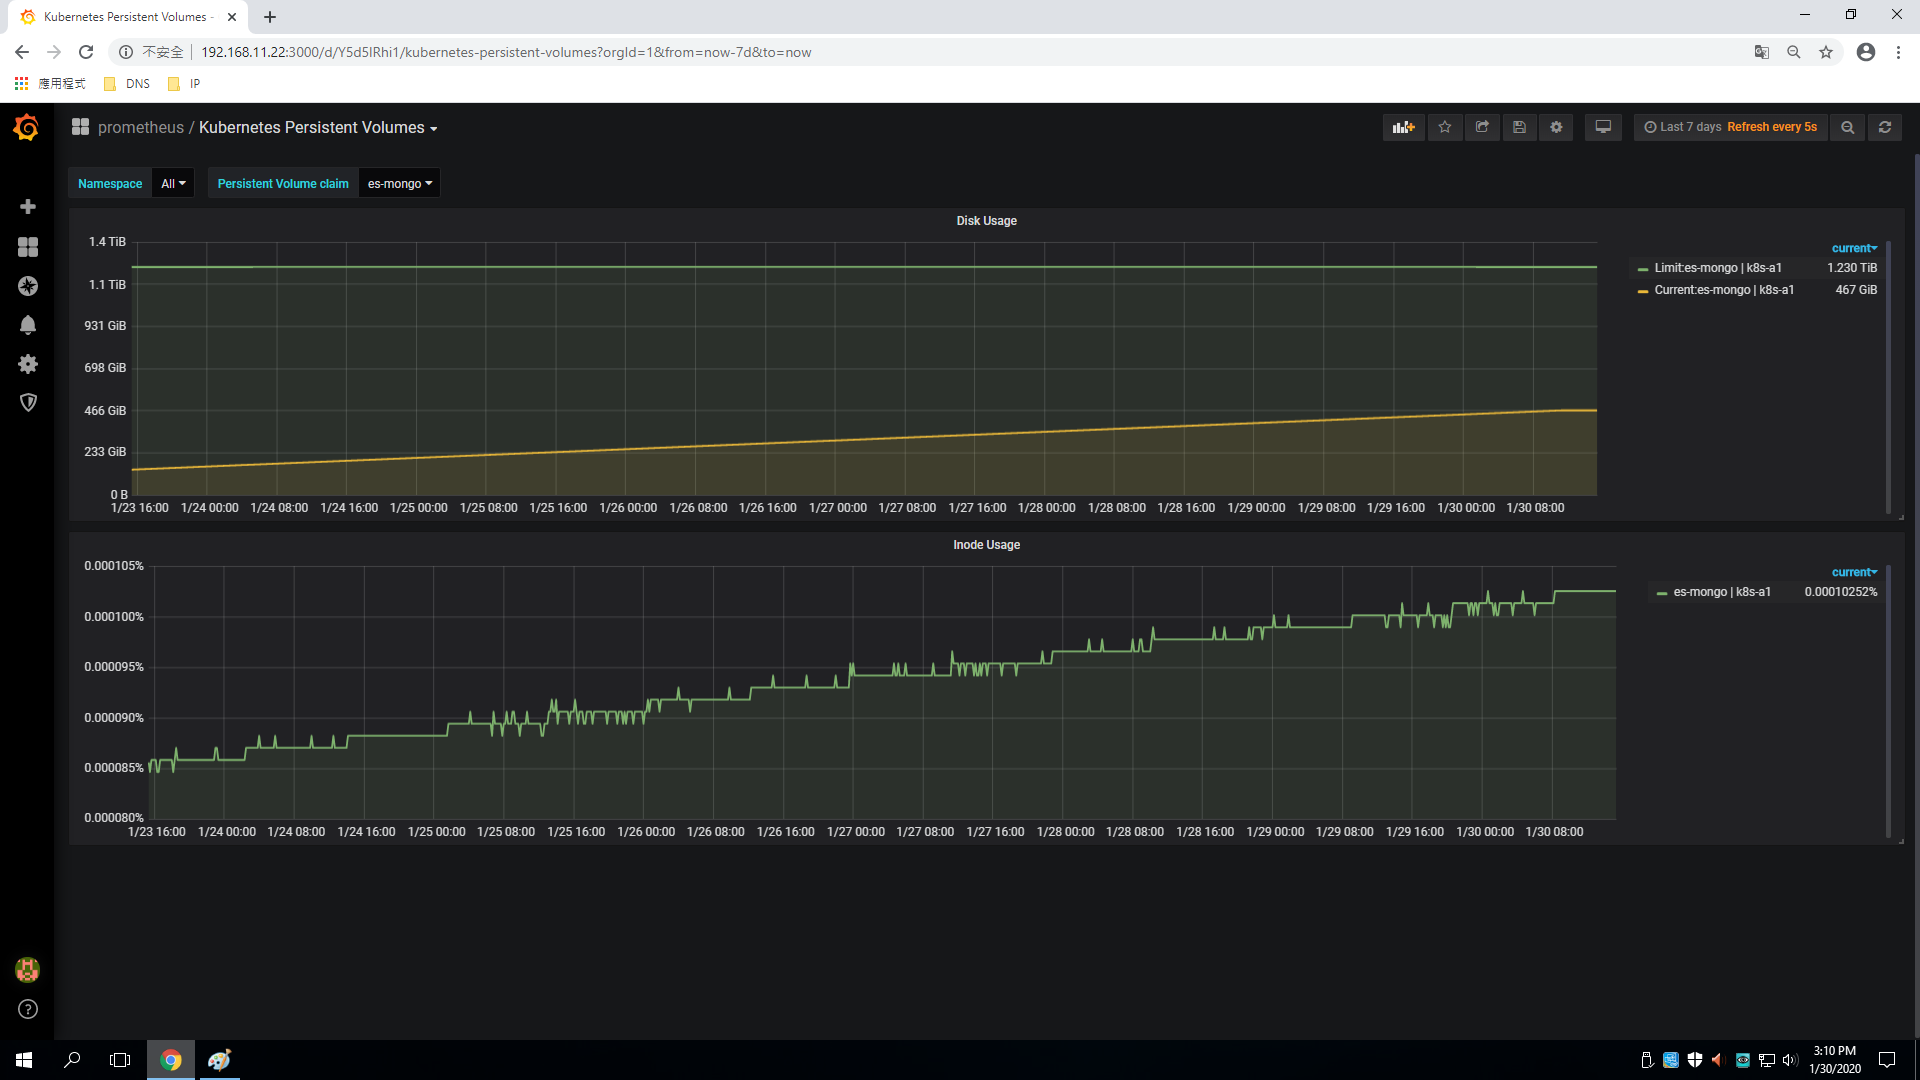 Kubernetes Persistent Volumes -
不安全
192.168.11.22:3000/d/Y5d5lRhi1/kubernetes-persistent-volumes?orgId=1&from=now-7d&to=now
應用程式 DNS IP
prometheus / Kubernetes Persistent Volumes
Last 7 days Refresh every 5s
Namespace All Persistent Volume claim es-mongo
Disk Usage
1.4 TiB
1.1 TiB
931 GiB
698 GiB
466 GiB
233 GiB
0 B
1/23 16:00 1/24 00:00 1/24 08:00 1/24 16:00 1/25 00:00 1/25 08:00 1/25 16:00 1/26 00:00 1/26 08:00 1/26 16:00 1/27 00:00 1/27 08:00 1/27 16:00 1/28 00:00 1/28 08:00 1/28 16:00 1/29 00:00 1/29 08:00 1/29 16:00 1/30 00:00 1/30 08:00
current
Limit:es-mongo | k8s-a1 1.230 TiB
Current:es-mongo | k8s-a1 467 GiB
Inode Usage
0.000105%
0.000100%
0.000095%
0.000090%
0.000085%
0.000080%
1/23 16:00 1/24 00:00 1/24 08:00 1/24 16:00 1/25 00:00 1/25 08:00 1/25 16:00 1/26 00:00 1/26 08:00 1/26 16:00 1/27 00:00 1/27 08:00 1/27 16:00 1/28 00:00 1/28 08:00 1/28 16:00 1/29 00:00 1/29 08:00 1/29 16:00 1/30 00:00 1/30 08:00
current
es-mongo | k8s-a1 0.00010252%
3:10 PM
1/30/2020